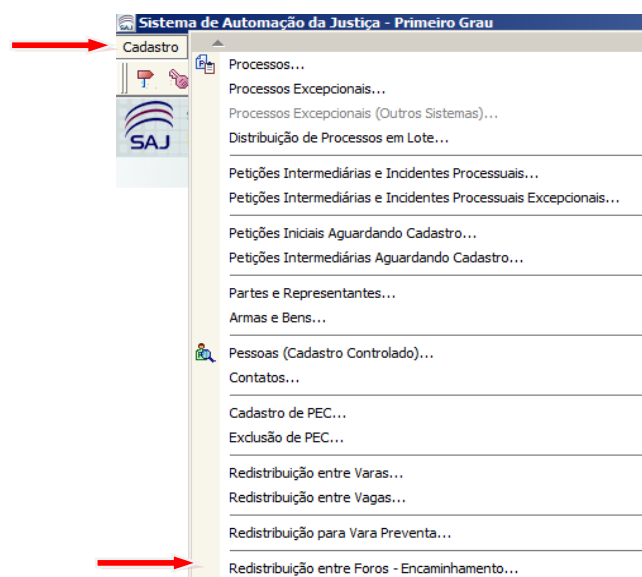 Sistema de Automação da Justiça - Primeiro Grau
Cadastro
Processos...
Processos Excepcionais...
Processos Excepcionais (Outros Sistemas)...
Distribuição de Processos em Lote...
Petições Intermediárias e Incidentes Processuais...
Petições Intermediárias e Incidentes Processuais Excepcionais...
Petições Iniciais Aguardando Cadastro...
Petições Intermediárias Aguardando Cadastro...
Partes e Representantes...
Armas e Bens...
Pessoas (Cadastro Controlado)...
Contatos...
Cadastro de PEC...
Exclusão de PEC...
Redistribuição entre Varas...
Redistribuição entre Vagas...
Redistribuição para Vara Preventa...
Redistribuição entre Foros - Encaminhamento...
SAJ